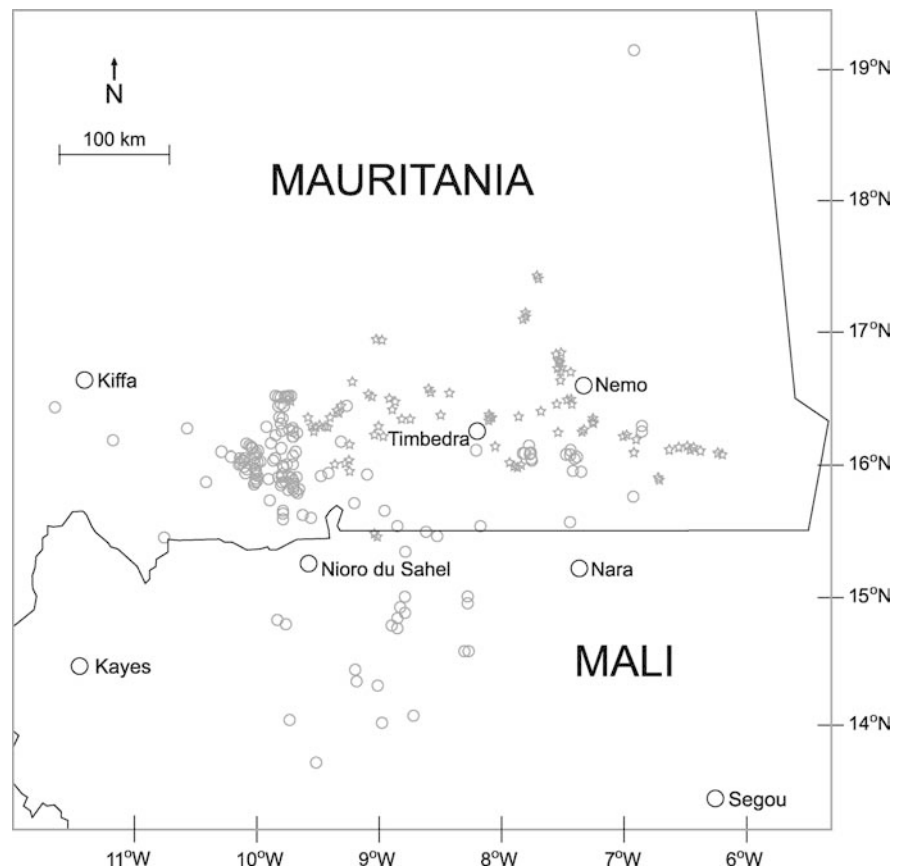 19°N
N
100 km
MAURITANIA
18°N
17°N
Kiffa
Nemo
Timbedra
16°N
Nioro du Sahel
Nara
15°N
MALI
Kayes
14°N
Segou
11°W 10°W 9°W 8°W 7°W 6°W